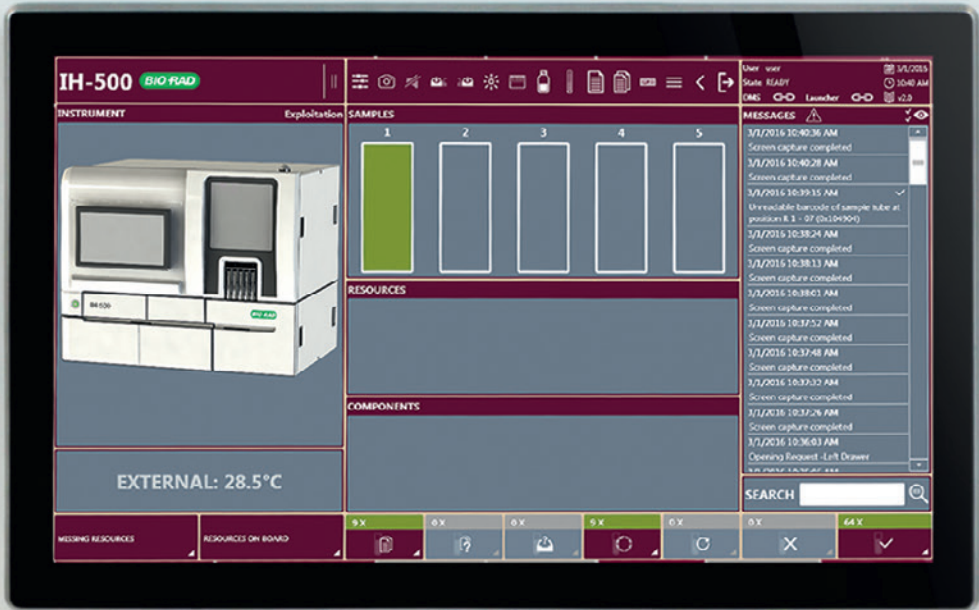 IH-500 BIO-RAD
User user
3/1/2016
State READY
10:40 AM
DMS Launcher v2.0
INSTRUMENT Exploitation
SAMPLES
1 2 3 4 5
MESSAGES
3/1/2016 10:40:36 AM
Screen capture completed
3/1/2016 10:40:28 AM
Screen capture completed
3/1/2016 10:39:15 AM
Unreadable barcode of sample tube at
position R 1 - 07 (0x104904)
3/1/2016 10:38:24 AM
Screen capture completed
3/1/2016 10:38:13 AM
Screen capture completed
3/1/2016 10:38:01 AM
Screen capture completed
3/1/2016 10:37:52 AM
Screen capture completed
3/1/2016 10:37:48 AM
Screen capture completed
3/1/2016 10:37:32 AM
Screen capture completed
3/1/2016 10:37:26 AM
Screen capture completed
3/1/2016 10:36:03 AM
Opening Request -Left Drawer
IH-500
BIO-RAD
RESOURCES
COMPONENTS
EXTERNAL: 28.5°C
SEARCH
MISSING RESOURCES
RESOURCES ON BOARD
9 X
0 X
0 X
9 X
0 X
0 X
64 X